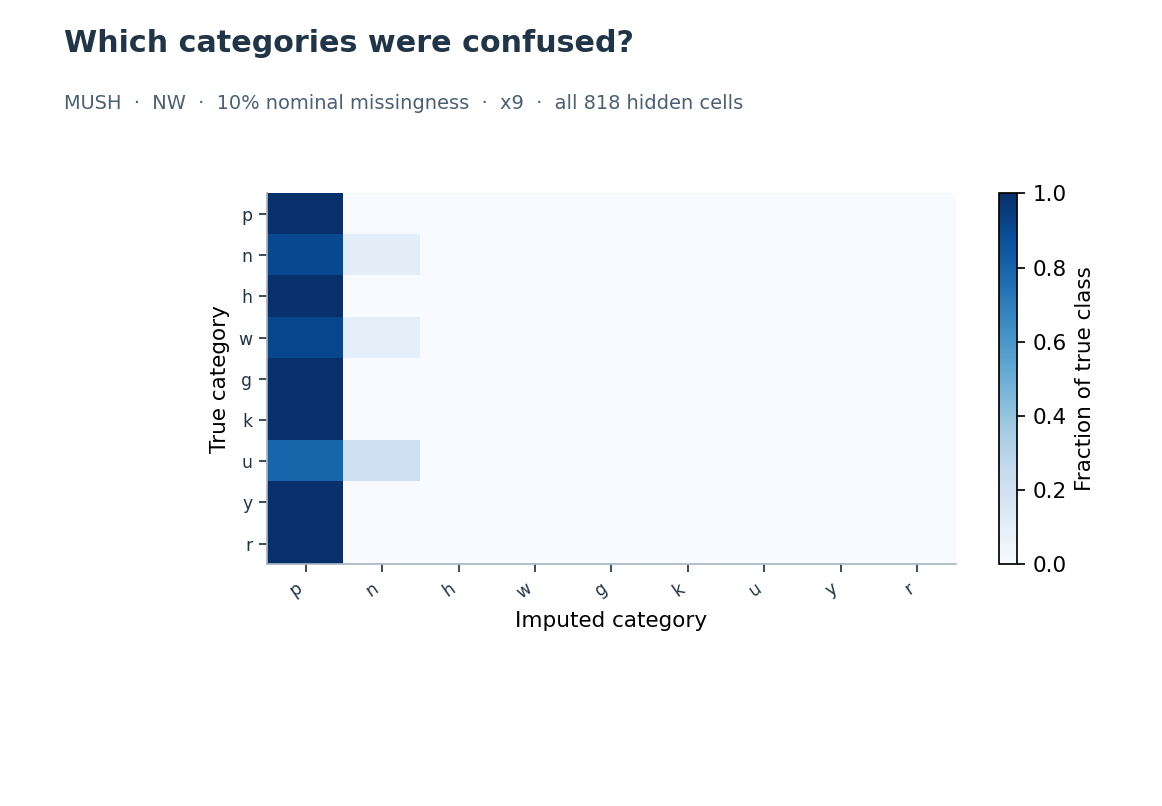 Which categories were confused?
MUSH · NW · 10% nominal missingness · x9 · all 818 hidden cells
True category
p
n
h
w
g
k
u
y
r
p n h w g k u y r
Imputed category
1.0
0.8
0.6
0.4
0.2
0.0
Fraction of true class